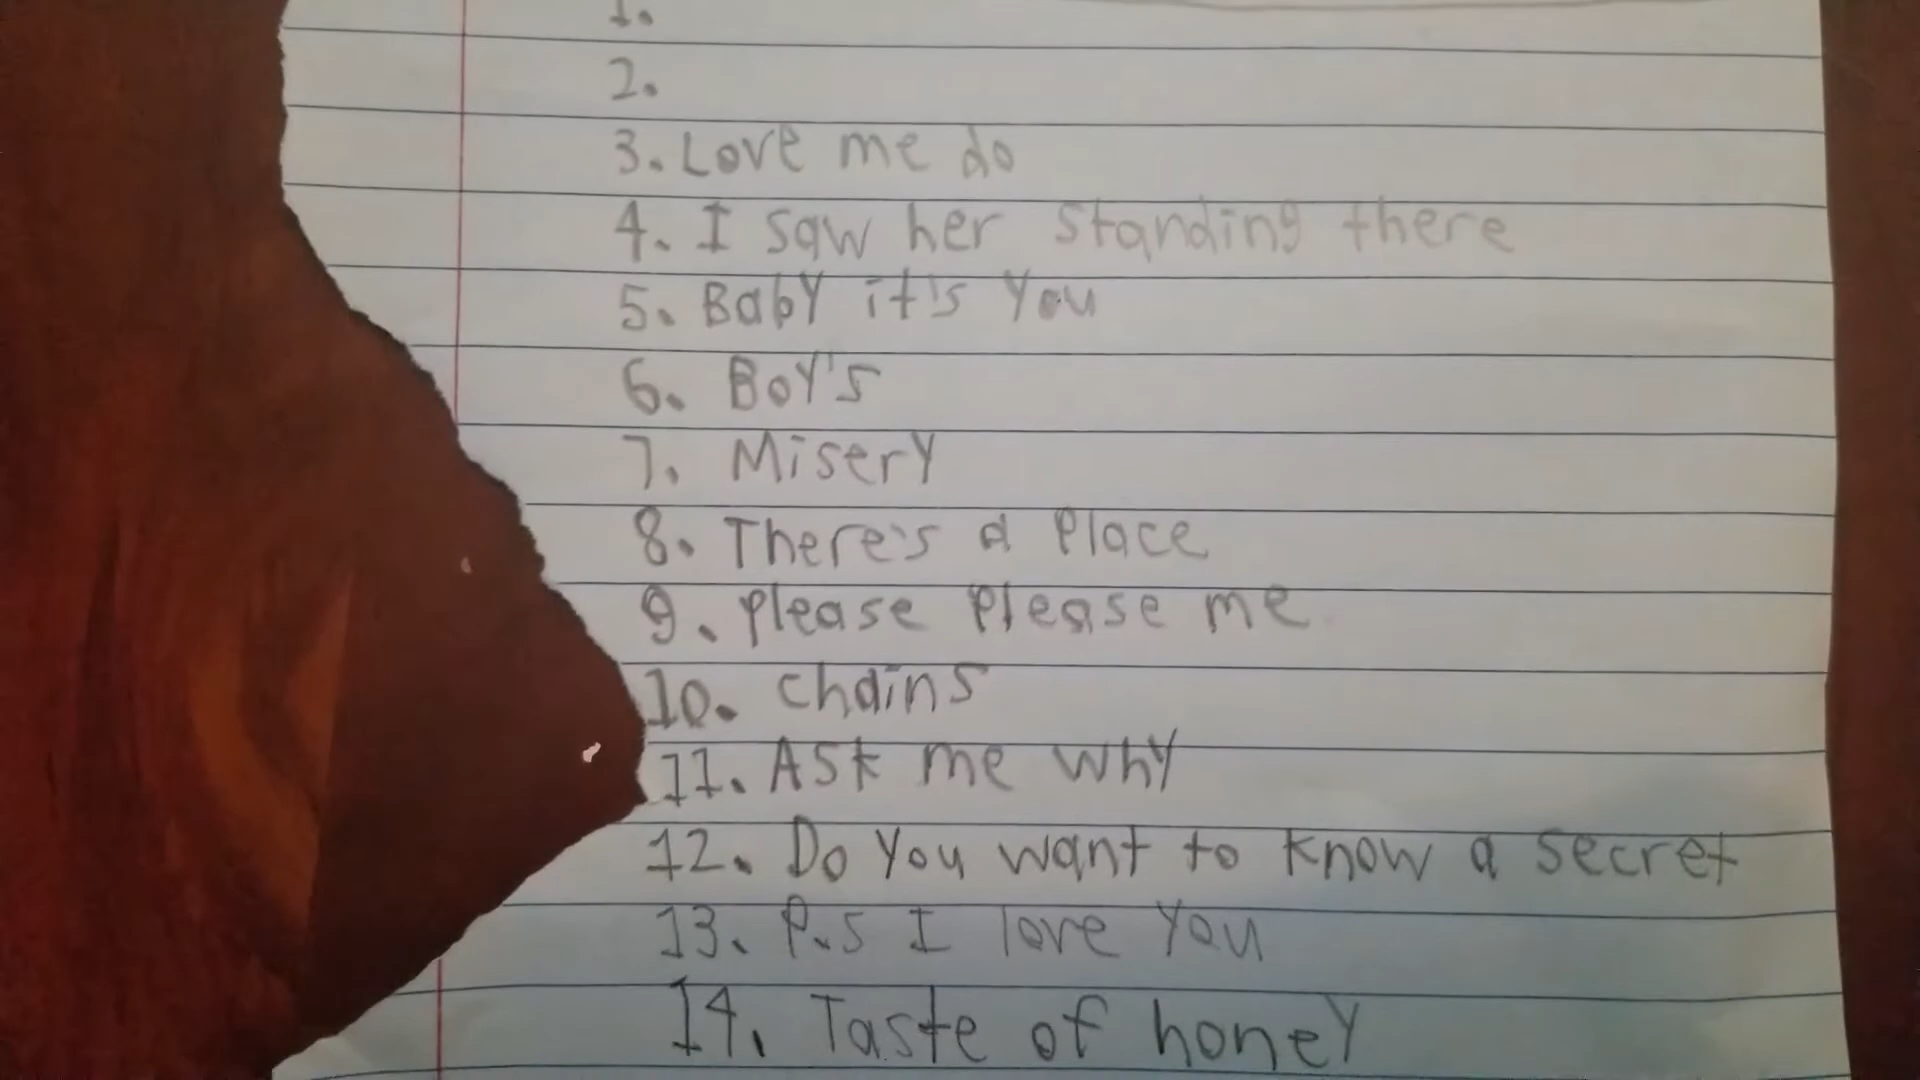 1.
2.
3. Love me do
4. I saw her standing there
5. Baby it's you
6. Boy's
7. Misery
8. There's a place
9. please please me
10. chains
11. Ask me why
12. Do you want to know a secret
13. P.s I love you
14. Taste of honey